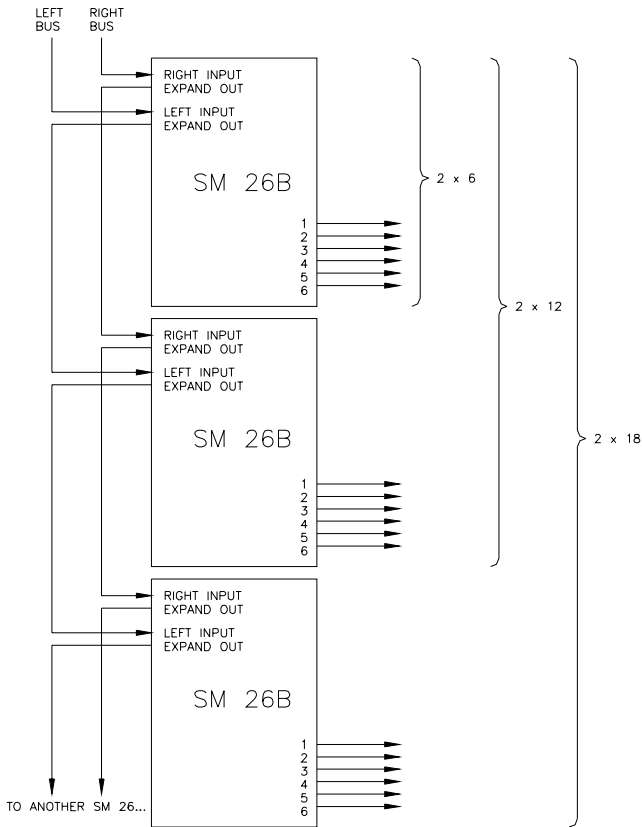 LEFT BUS
RIGHT BUS
RIGHT INPUT
EXPAND OUT
LEFT INPUT
EXPAND OUT
SM 26B
1
2
3
4
5
6
2 x 6
RIGHT INPUT
EXPAND OUT
LEFT INPUT
EXPAND OUT
SM 26B
1
2
3
4
5
6
2 x 12
RIGHT INPUT
EXPAND OUT
LEFT INPUT
EXPAND OUT
SM 26B
1
2
3
4
5
6
2 x 18
TO ANOTHER SM 26...